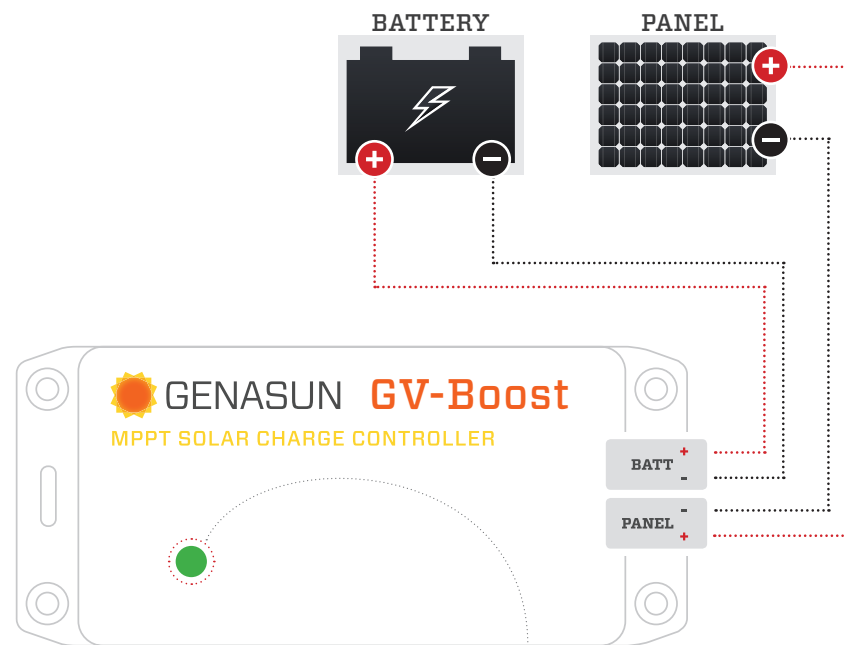 BATTERY
PANEL
+
−
+
−
GENASUN GV-Boost
MPPT SOLAR CHARGE CONTROLLER
BATT + -
PANEL - +